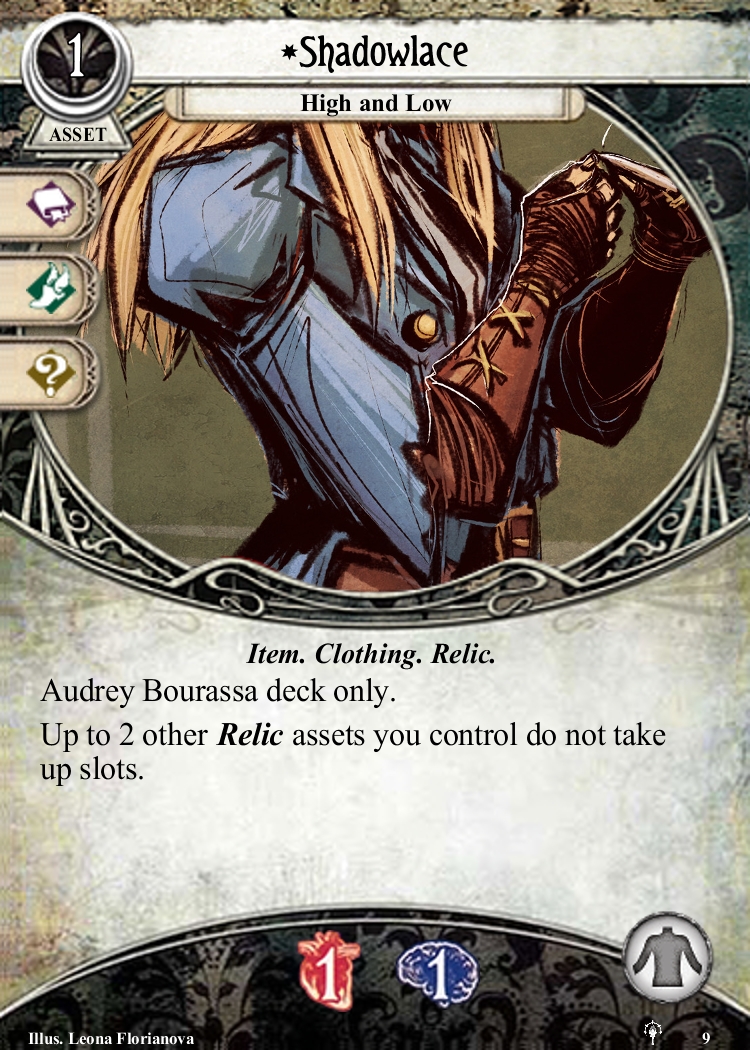 1
✷Shadowlace
High and Low
ASSET
?
Item. Clothing. Relic.
Audrey Bourassa deck only.
Up to 2 other Relic assets you control do not take
up slots.
1 1
Illus. Leona Florianova 9